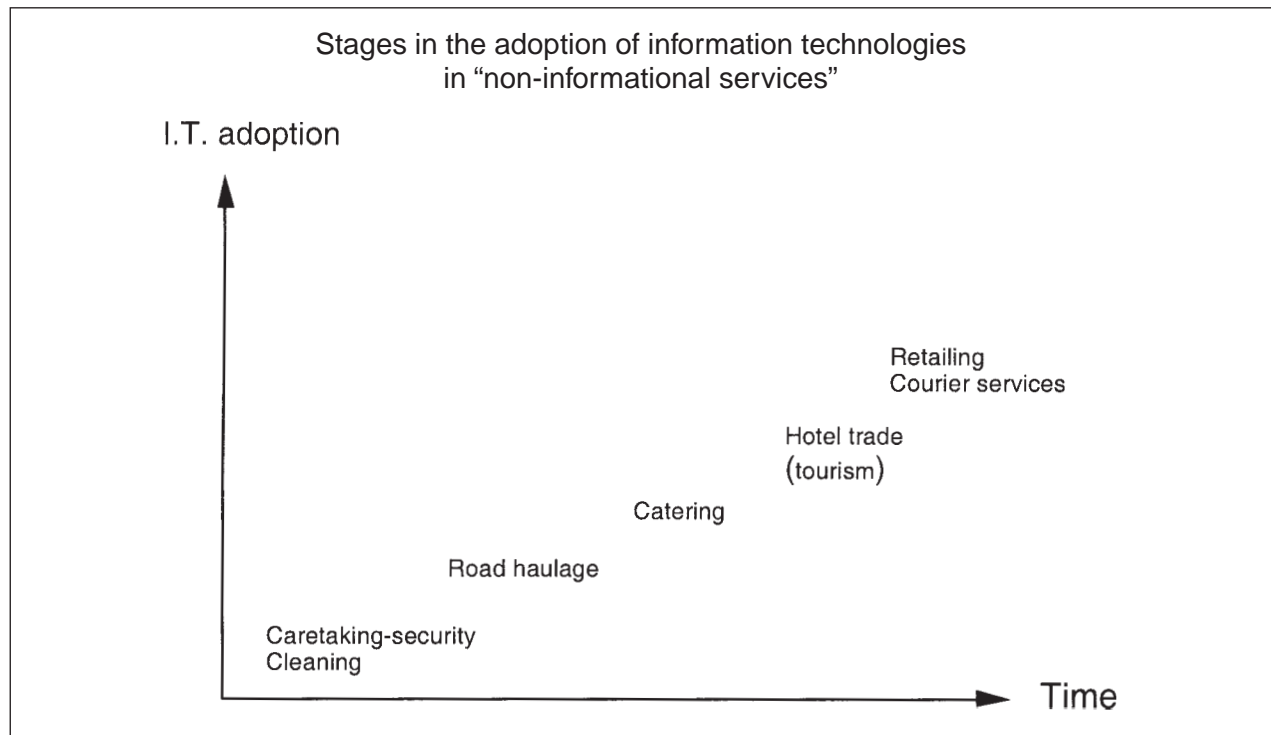 Stages in the adoption of information technologies
in “non-informational services”
I.T. adoption
Retailing
Courier services
Hotel trade
(tourism)
Catering
Road haulage
Caretaking-security
Cleaning
Time